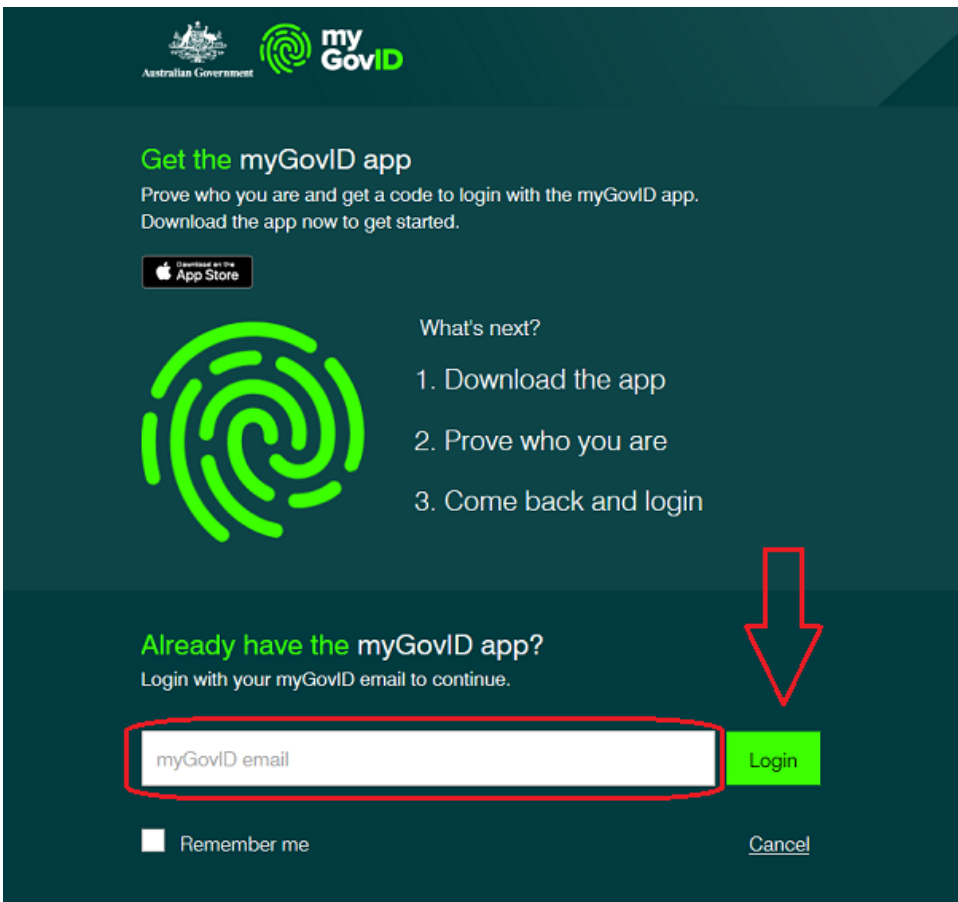 Australian Government
my
GovID
Get the myGovID app
Prove who you are and get a code to login with the myGovID app.
Download the app now to get started.
Download on the
App Store
What's next?
1. Download the app
2. Prove who you are
3. Come back and login
Already have the myGovID app?
Login with your myGovID email to continue.
myGovID email
Login
Remember me
Cancel